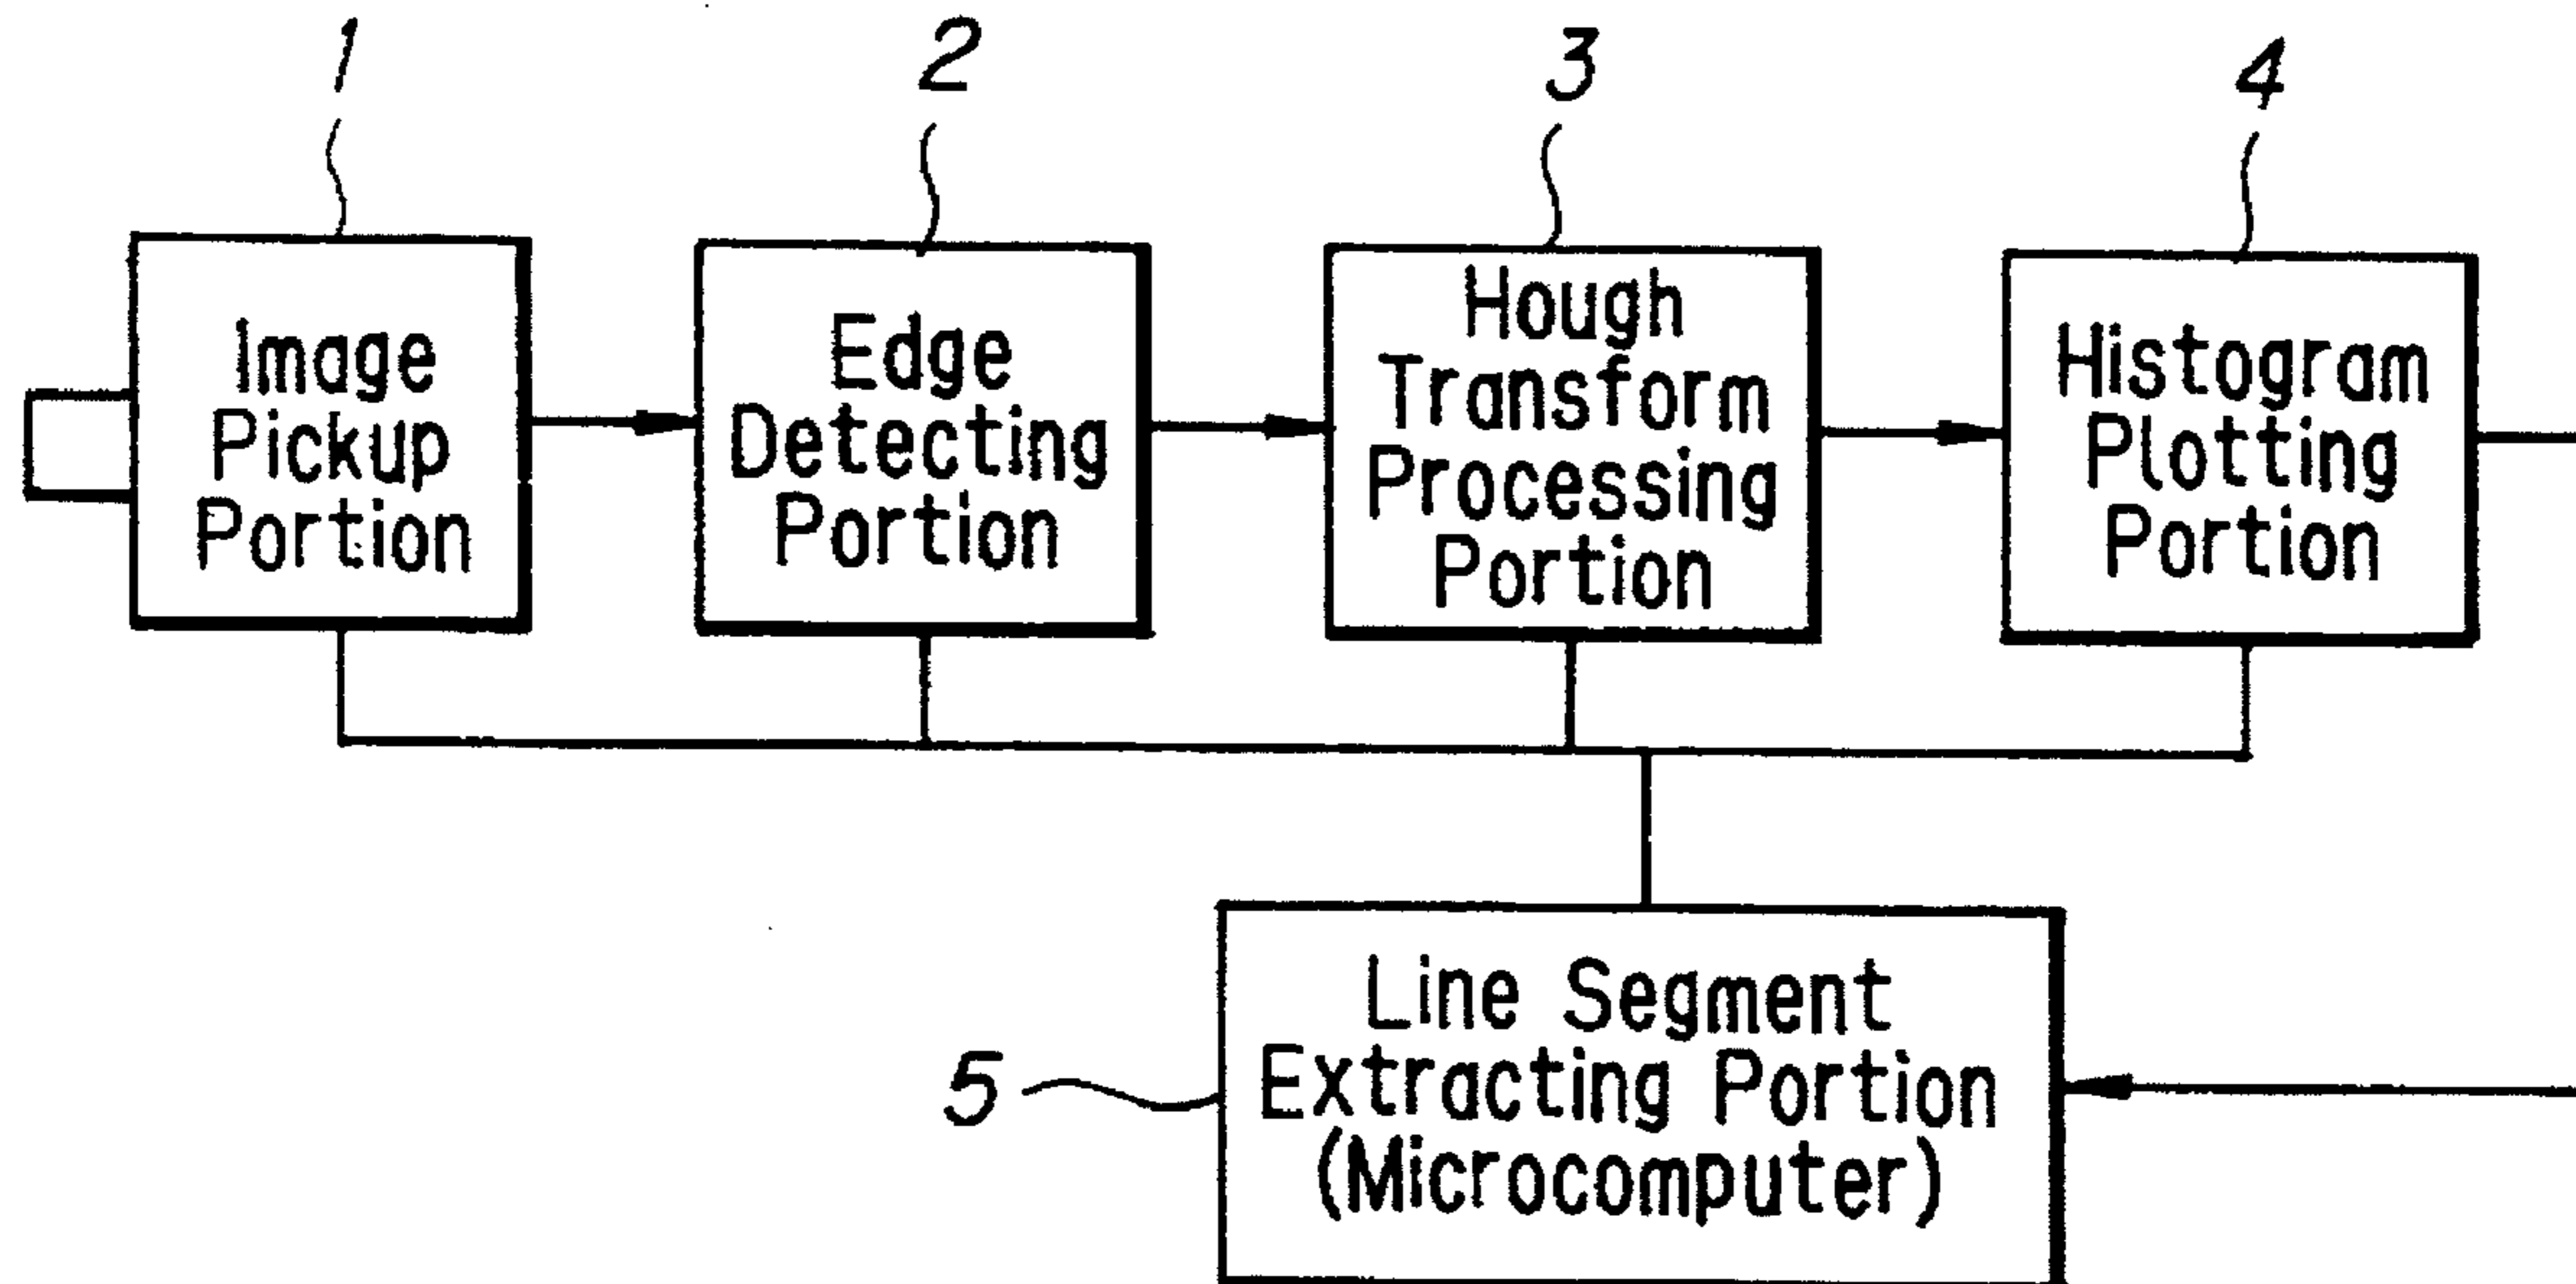 1
2
3
4
Image
Pickup
Portion
Edge
Detecting
Portion
Hough
Transform
Processing
Portion
Histogram
Plotting
Portion
5
Line Segment
Extracting Portion
(Microcomputer)